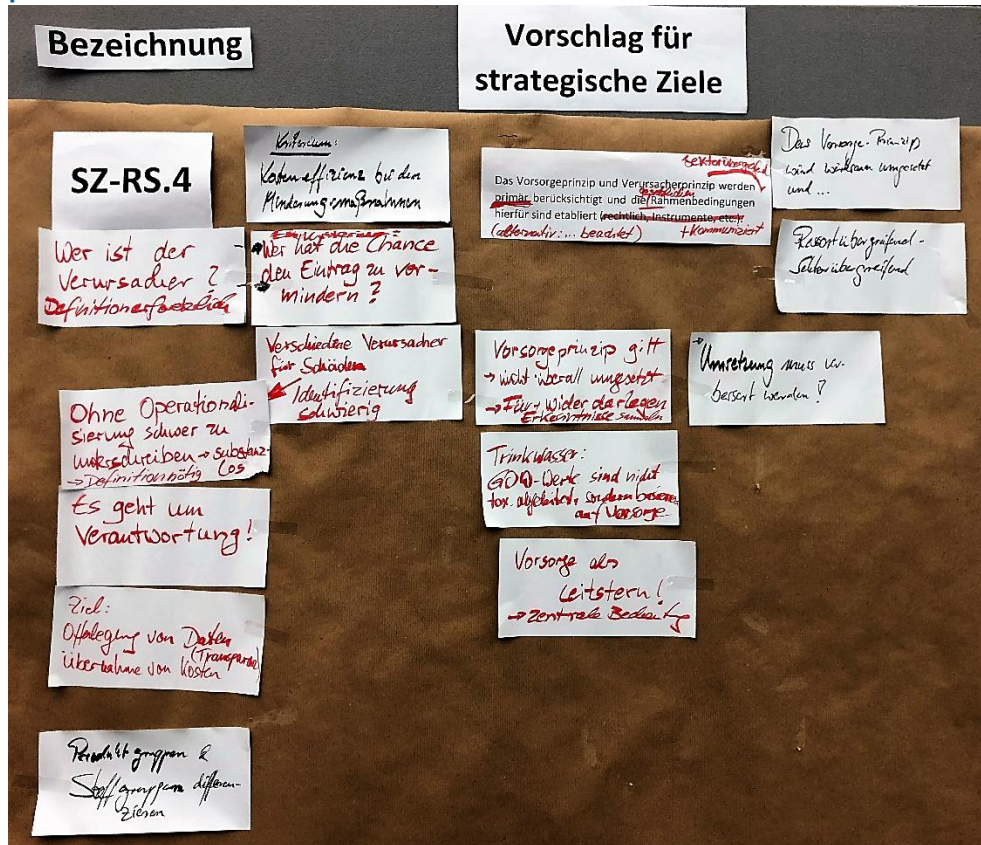 Bezeichnung
Vorschlag für
strategische Ziele
SZ-RS.4
Kriterium:
Kosteneffizienz bei den
Minderungsmaßnahmen
Wer ist der
Verursacher?
Definition erforderlich
Wer hat die Chance
den Eintrag zu ver-
mindern?
Verschiedene Verursacher
für Schäden
Identifizierung
schwierig
Ohne Operationali-
sierung schwer zu
unterschreiben → substanz-
los
→ Definition nötig
Es geht um
Verantwortung!
Ziel:
Offenlegung von Daten
(Transparenz)
Übernahme von Kosten
Produktgruppen &
Stoffgruppen differen-
zieren
sektorübergreifend
Das Vorsorgeprinzip und Verursacherprinzip werden
primär berücksichtigt und die Rahmenbedingungen
hierfür sind etabliert (rechtlich, Instrumente, etc.).
(alternativ: ... beachtet) + kommuniziert
Das Vorsorge-Prinzip
wird wirksam umgesetzt
und ...
Ressortübergreifend -
Sektorübergreifend
Vorsorgeprinzip gilt
→ nicht überall umgesetzt
→ Für + Wider darlegen
Erkenntnisse sammeln
→ Umsetzung muss ver-
bessert werden?
Trinkwasser:
GOW-Werte sind nicht
tox. abgeleitet, sondern basieren
auf Vorsorge
Vorsorge als
Leitstern!
→ Zentrale Bedeutung